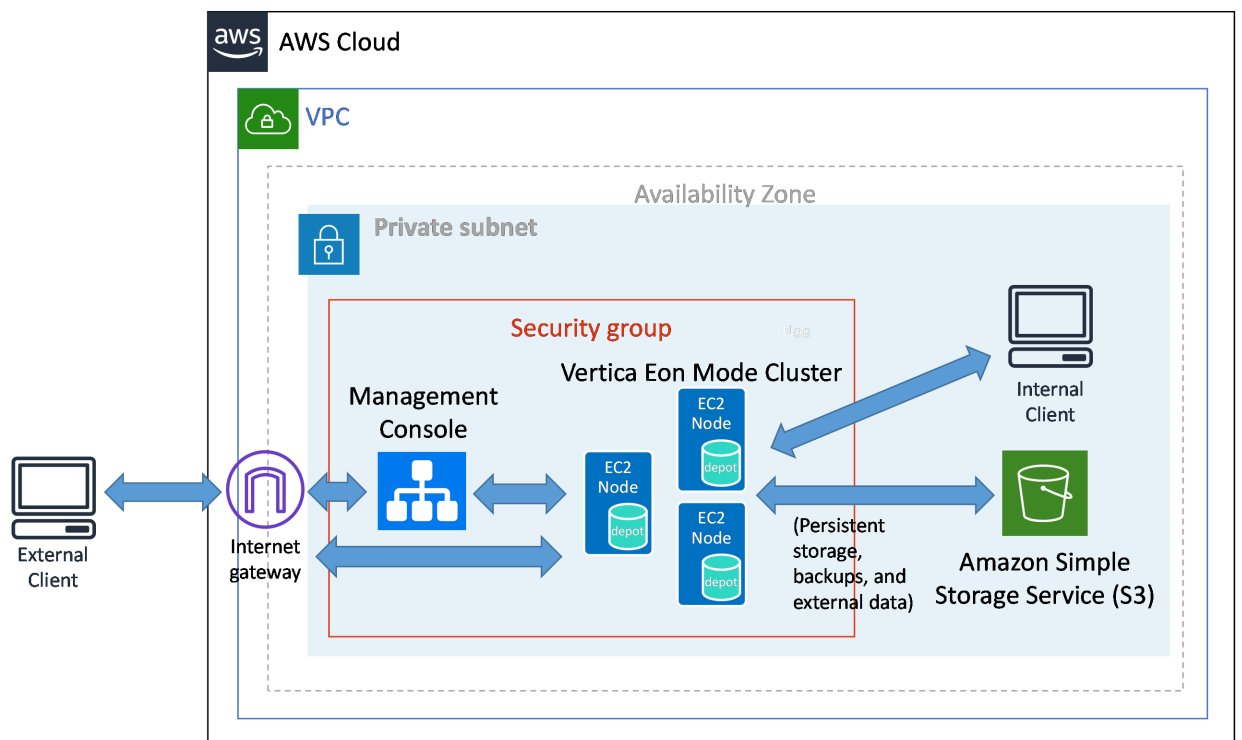 aws
AWS Cloud
VPC
Availability Zone
Private subnet
Security group
Vertica Eon Mode Cluster
Management
Console
EC2
Node
depot
EC2
Node
depot
EC2
Node
depot
Internal
Client
External
Client
Internet
gateway
(Persistent
storage,
backups, and
external data)
Amazon Simple
Storage Service (S3)